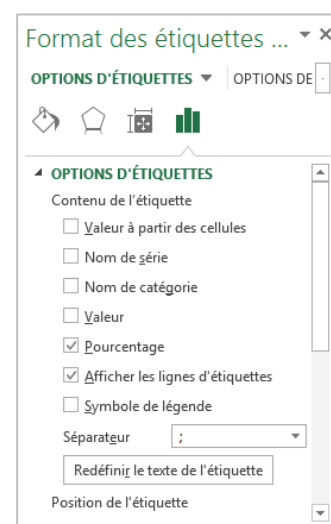 Format des étiquettes ...
OPTIONS D'ÉTIQUETTES OPTIONS DE
OPTIONS D'ÉTIQUETTES
Contenu de l'étiquette
Valeur à partir des cellules
Nom de série
Nom de catégorie
Valeur
Pourcentage
Afficher les lignes d'étiquettes
Symbole de légende
Séparateur ;
Redéfinir le texte de l'étiquette
Position de l'étiquette